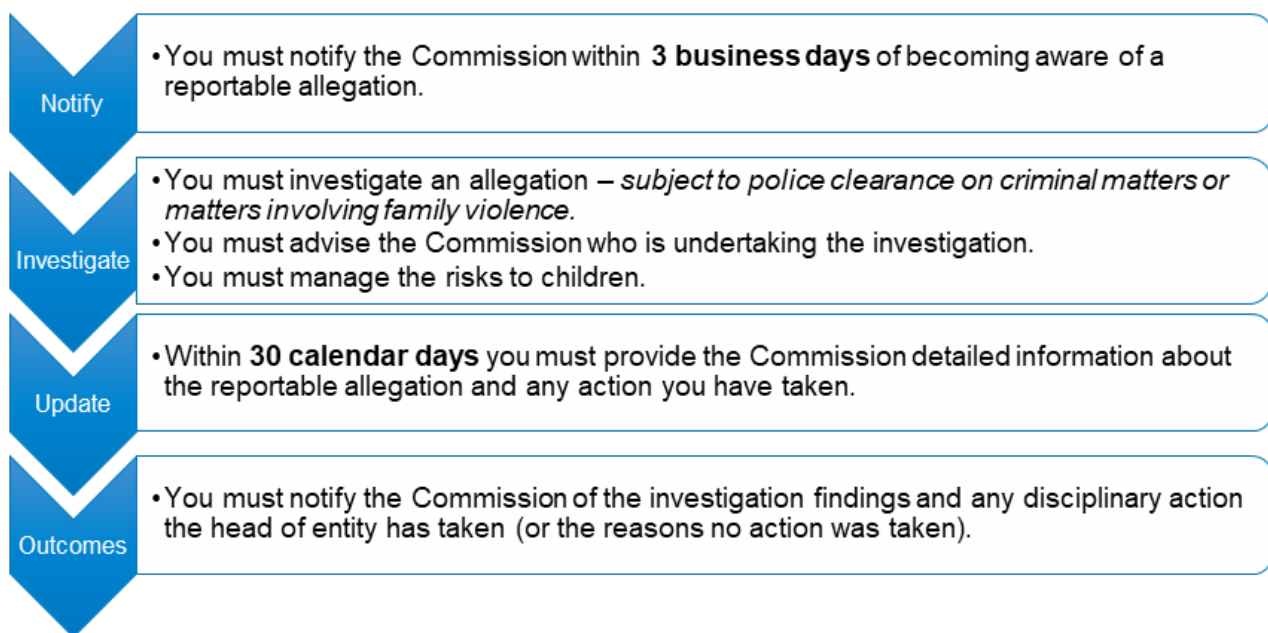 Notify
•You must notify the Commission within 3 business days of becoming aware of a
reportable allegation.
Investigate
•You must investigate an allegation – subject to police clearance on criminal matters or
matters involving family violence.
•You must advise the Commission who is undertaking the investigation.
•You must manage the risks to children.
Update
•Within 30 calendar days you must provide the Commission detailed information about
the reportable allegation and any action you have taken.
Outcomes
•You must notify the Commission of the investigation findings and any disciplinary action
the head of entity has taken (or the reasons no action was taken).